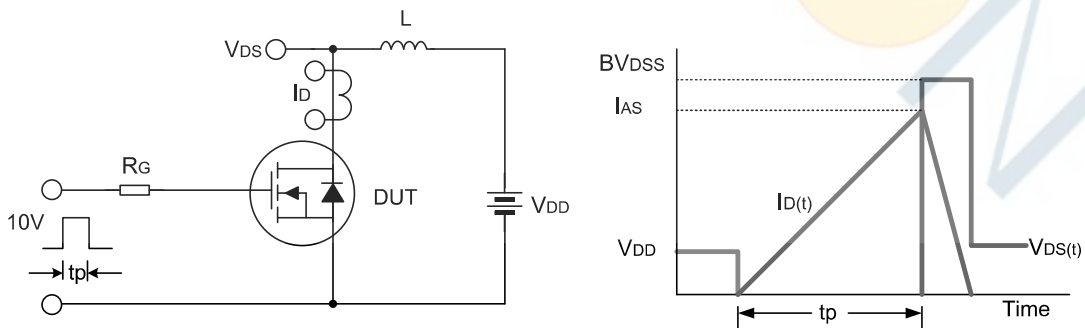 VDS
L
ID
RG
DUT
VDD
10V
tp
BVDSS
IAS
ID(t)
VDD
VDS(t)
tp
Time